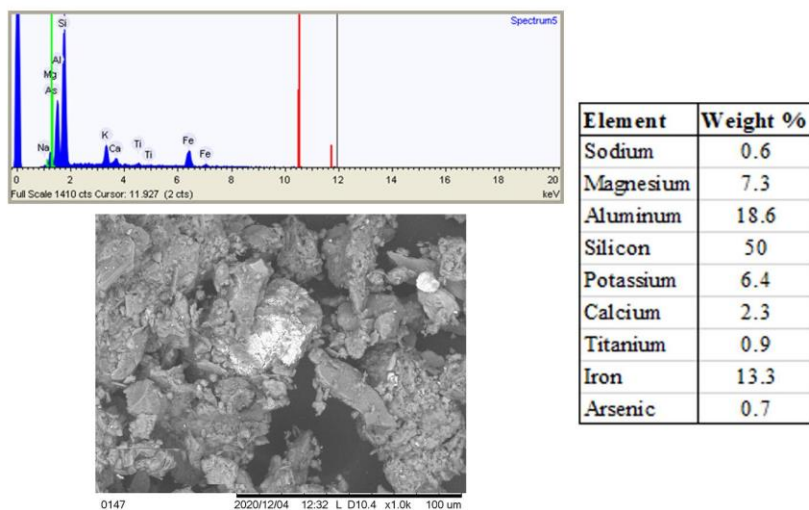 Spectrum5
Si
Al
Mg
As
Na
K
Ca
Ti
Ti
Fe
Fe
0 2 4 6 8 10 12 14 16 18 20
Full Scale 1410 cts Cursor: 11.927 (2 cts) keV
Element Weight %
Sodium 0.6
Magnesium 7.3
Aluminum 18.6
Silicon 50
Potassium 6.4
Calcium 2.3
Titanium 0.9
Iron 13.3
Arsenic 0.7
0147 2020/12/04 12:32 L D10.4 x1.0k 100 um